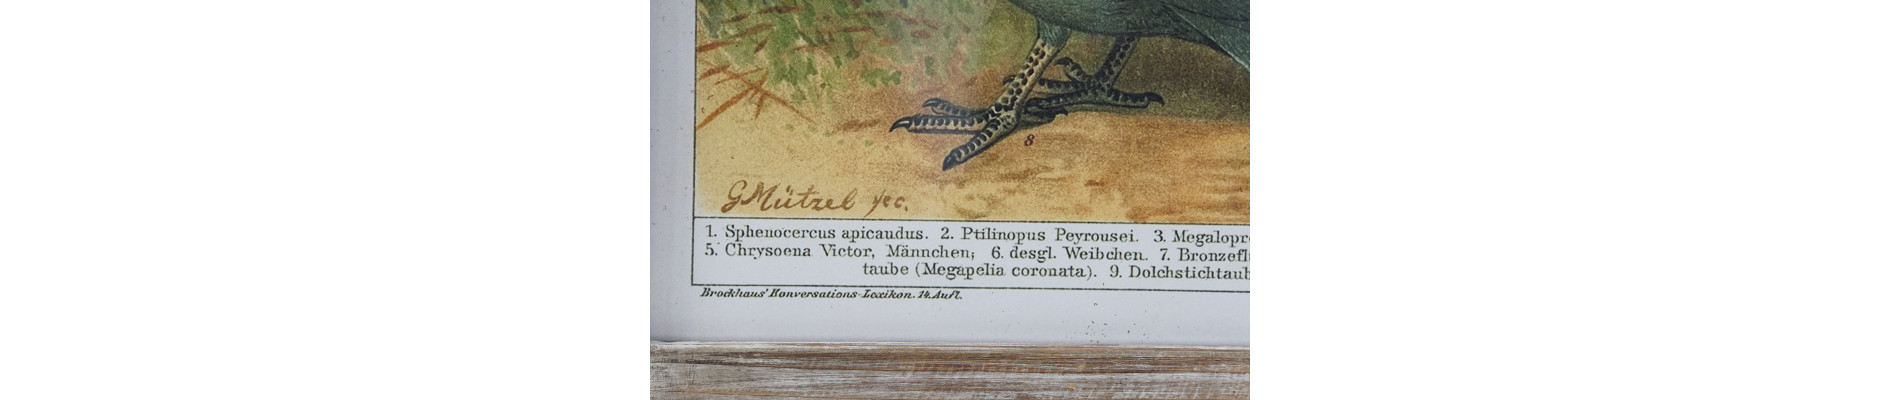 8
G Mützel fec.
1. Sphenocercus apicaudus. 2. Ptilinopus Peyrousei. 3. Megalopr
5. Chrysoena Victor, Männchen; 6. desgl. Weibchen. 7. Bronzefl
taube (Megapelia coronata). 9. Dolchstichtaub
Brockhaus' Konversations-Lexikon. 14. Aufl.